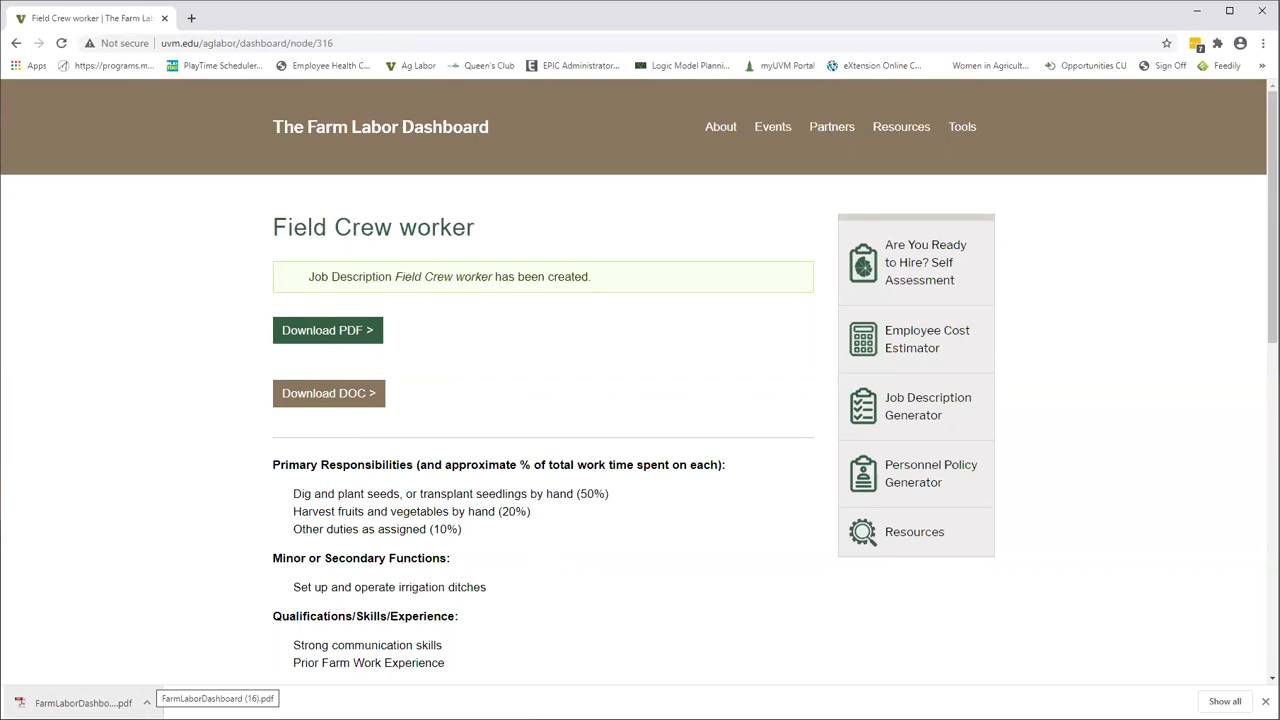 Field Crew worker | The Farm Lab
Not secure | uvm.edu/aglabor/dashboard/node/316
7
Apps https://programs.m... PlayTime Scheduler... Employee Health C... Ag Labor Queen's Club EPIC Administrator... Logic Model Planni... myUVM Portal eXtension Online C... Women in Agricult... Opportunities CU Sign Off Feedily »
The Farm Labor Dashboard
About Events Partners Resources Tools
Field Crew worker
Job Description Field Crew worker has been created.
Download PDF >
Download DOC >
Primary Responsibilities (and approximate % of total work time spent on each):
Dig and plant seeds, or transplant seedlings by hand (50%)
Harvest fruits and vegetables by hand (20%)
Other duties as assigned (10%)
Minor or Secondary Functions:
Set up and operate irrigation ditches
Qualifications/Skills/Experience:
Strong communication skills
Prior Farm Work Experience
Are You Ready
to Hire? Self
Assessment
Employee Cost
Estimator
Job Description
Generator
Personnel Policy
Generator
Resources
FarmLaborDashbo....pdf
FarmLaborDashboard (16).pdf
Show all